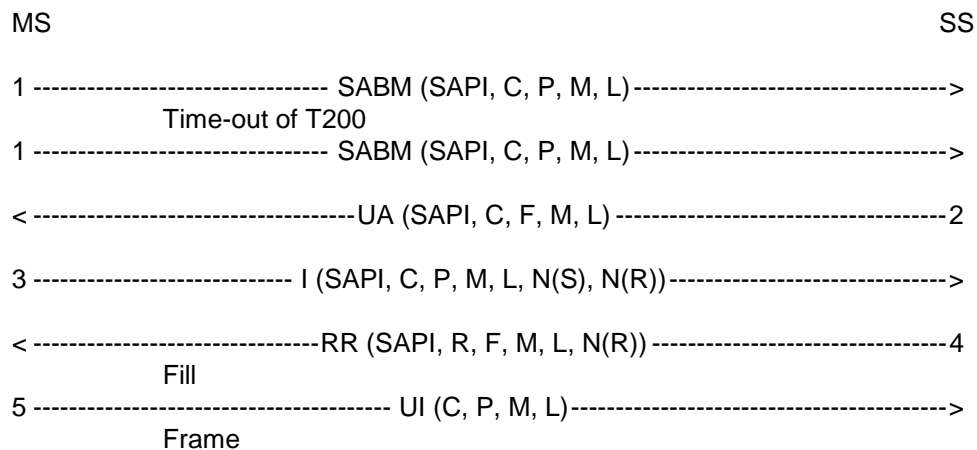 MS SS
1 --------------------------------- SABM (SAPI, C, P, M, L)----------------------------------->
Time-out of T200
1 --------------------------------- SABM (SAPI, C, P, M, L)----------------------------------->
< ------------------------------------UA (SAPI, C, F, M, L) -------------------------------------2
3 ----------------------------- I (SAPI, C, P, M, L, N(S), N(R))------------------------------->
< --------------------------------RR (SAPI, R, F, M, L, N(R)) ---------------------------------4
Fill
5 ---------------------------------------- UI (C, P, M, L)------------------------------------------>
Frame